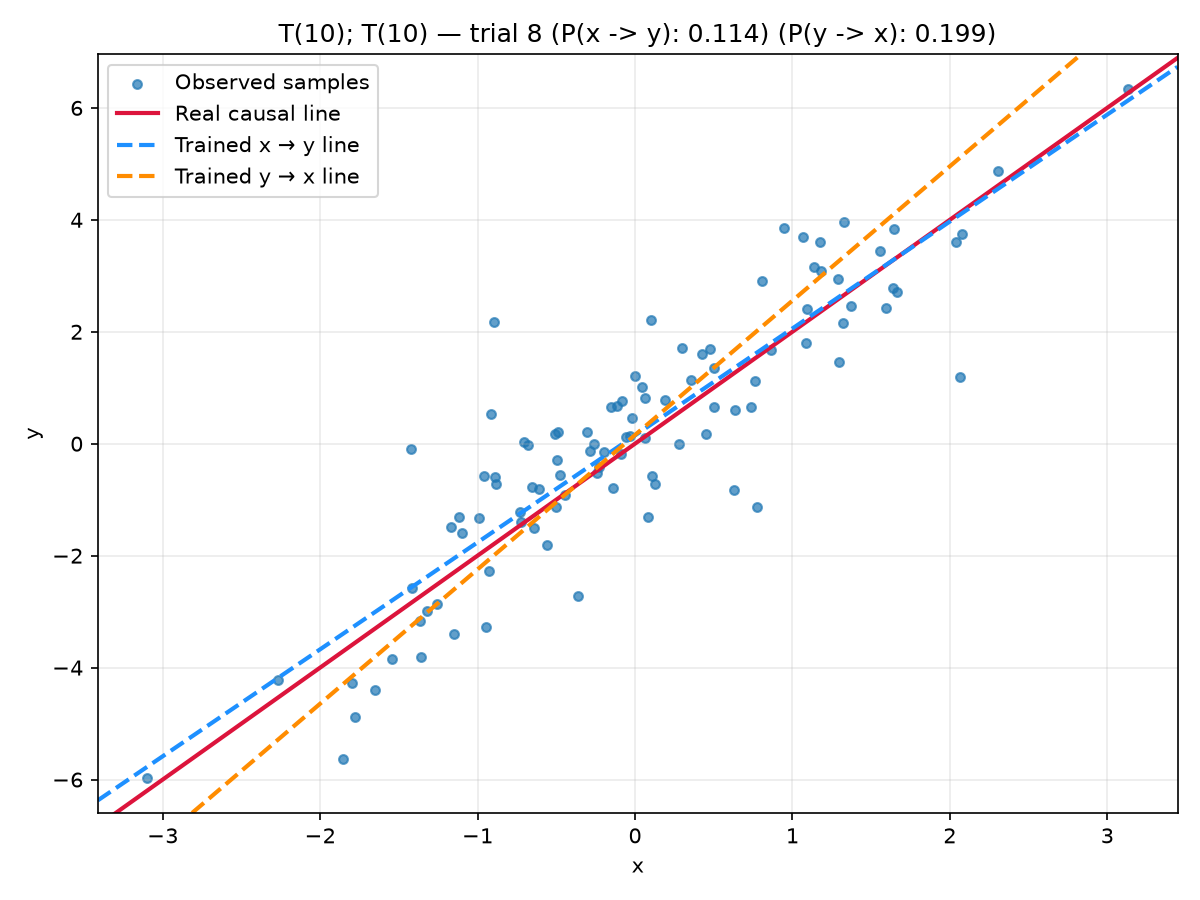 T(10); T(10) — trial 8 (P(x -> y): 0.114) (P(y -> x): 0.199)
Observed samples
Real causal line
Trained x → y line
Trained y → x line
6
4
2
0
−2
−4
−6
y
−3
−2
−1
0
1
2
3
x